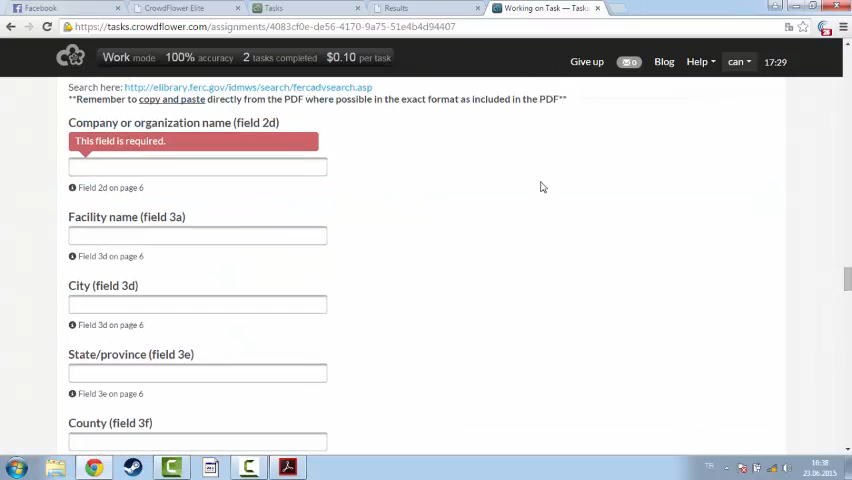 Facebook
CrowdFlower Elite
Tasks
Results
Working on Task — Task
https://tasks.crowdflower.com/assignments/4083cf0e-de56-4170-9a75-51e4b4d94407
Work mode 100% accuracy 2 tasks completed $0.10 per task
Give up 0 Blog Help can 17:29
Search here: http://elibrary.ferc.gov/idmws/search/fercadvsearch.asp
**Remember to copy and paste directly from the PDF where possible in the exact format as included in the PDF**
Company or organization name (field 2d)
This field is required.
Field 2d on page 6
Facility name (field 3a)
Field 3d on page 6
City (field 3d)
Field 3d on page 6
State/province (field 3e)
Field 3e on page 6
County (field 3f)
TR
16:38
23.06.2015